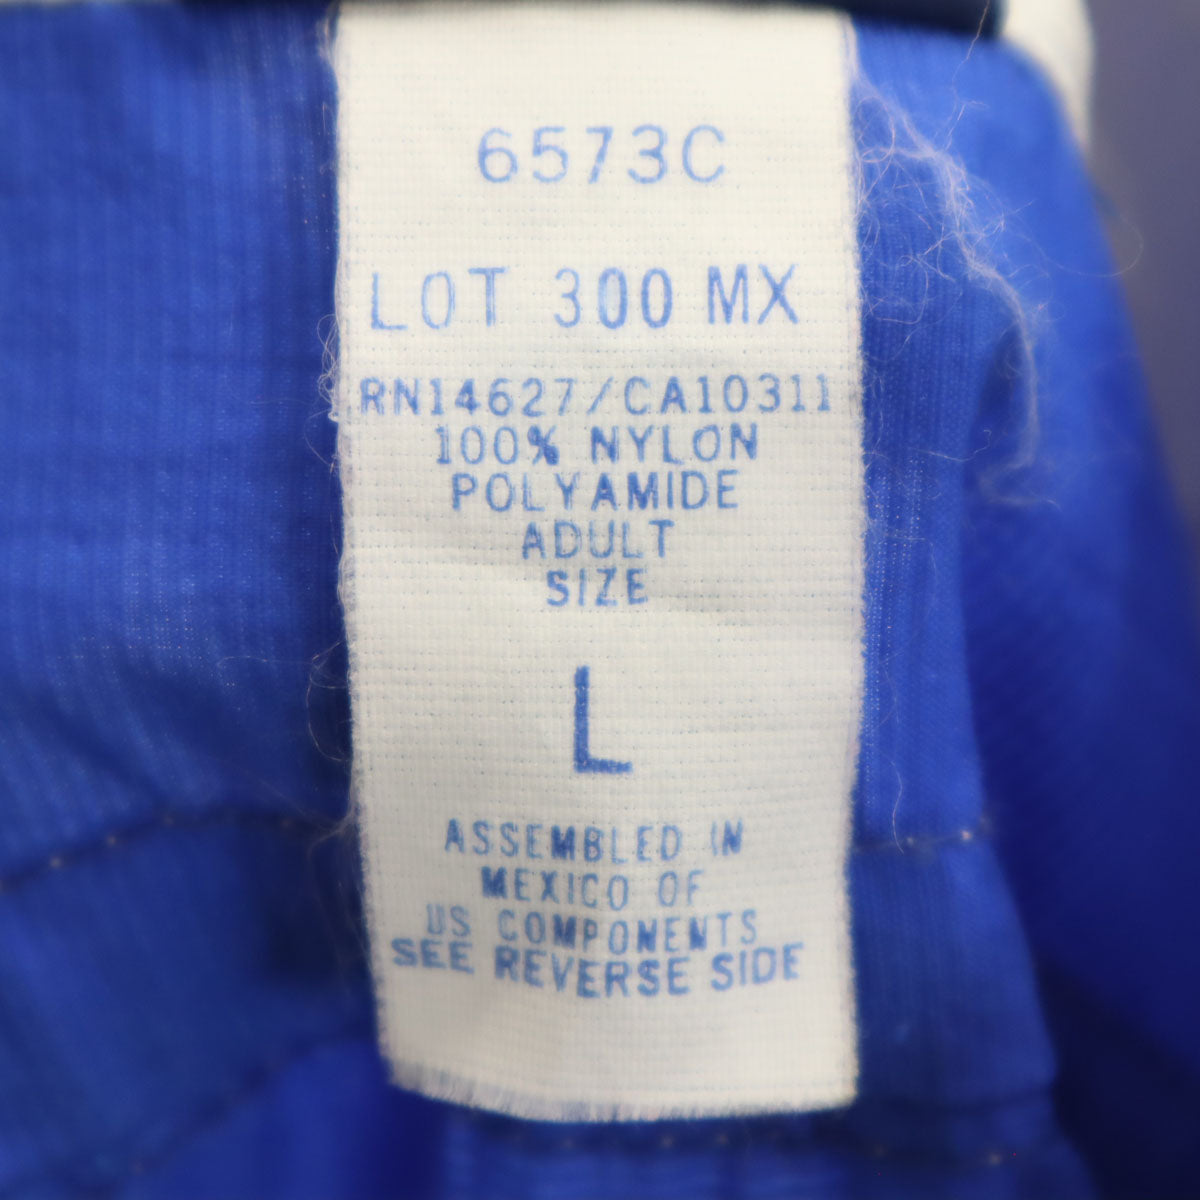 6573C
LOT 300 MX
RN14627/CA10311
100% NYLON
POLYAMIDE
ADULT
SIZE
L
ASSEMBLED IN
MEXICO OF
US COMPONENTS
SEE REVERSE SIDE